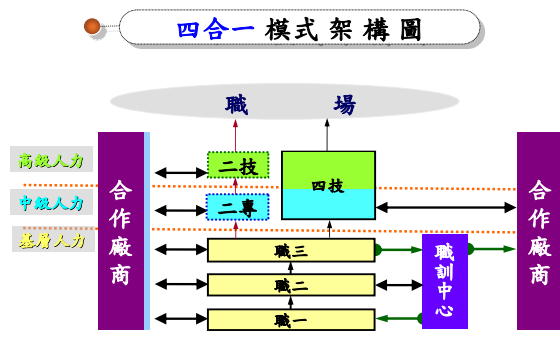 四合一 模式架構圖
職 場
高級人力
中級人力
基層人力
合作廠商
二技
二專
四技
職三
職二
職一
職訓中心
合作廠商